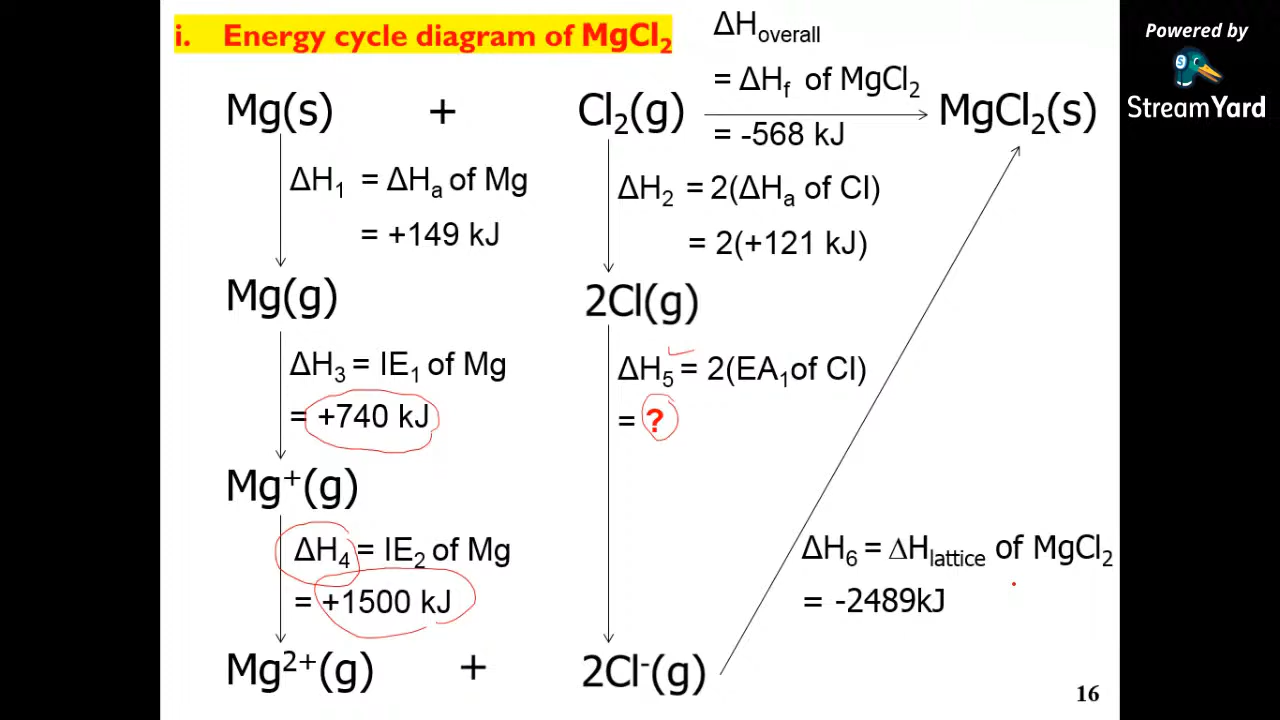 i. Energy cycle diagram of MgCl₂
ΔHoverall
= ΔHf of MgCl₂
= -568 kJ
Powered by
StreamYard
Mg(s) + Cl₂(g) MgCl₂(s)
ΔH₁ = ΔHa of Mg
= +149 kJ
ΔH₂ = 2(ΔHa of Cl)
= 2(+121 kJ)
Mg(g) 2Cl(g)
ΔH₃ = IE₁ of Mg
= +740 kJ
ΔH₅ = 2(EA₁of Cl)
= ?
Mg⁺(g)
ΔH₄ = IE₂ of Mg
= +1500 kJ
ΔH₆ = ΔHlattice of MgCl₂
= -2489kJ
Mg²⁺(g) + 2Cl⁻(g)
16